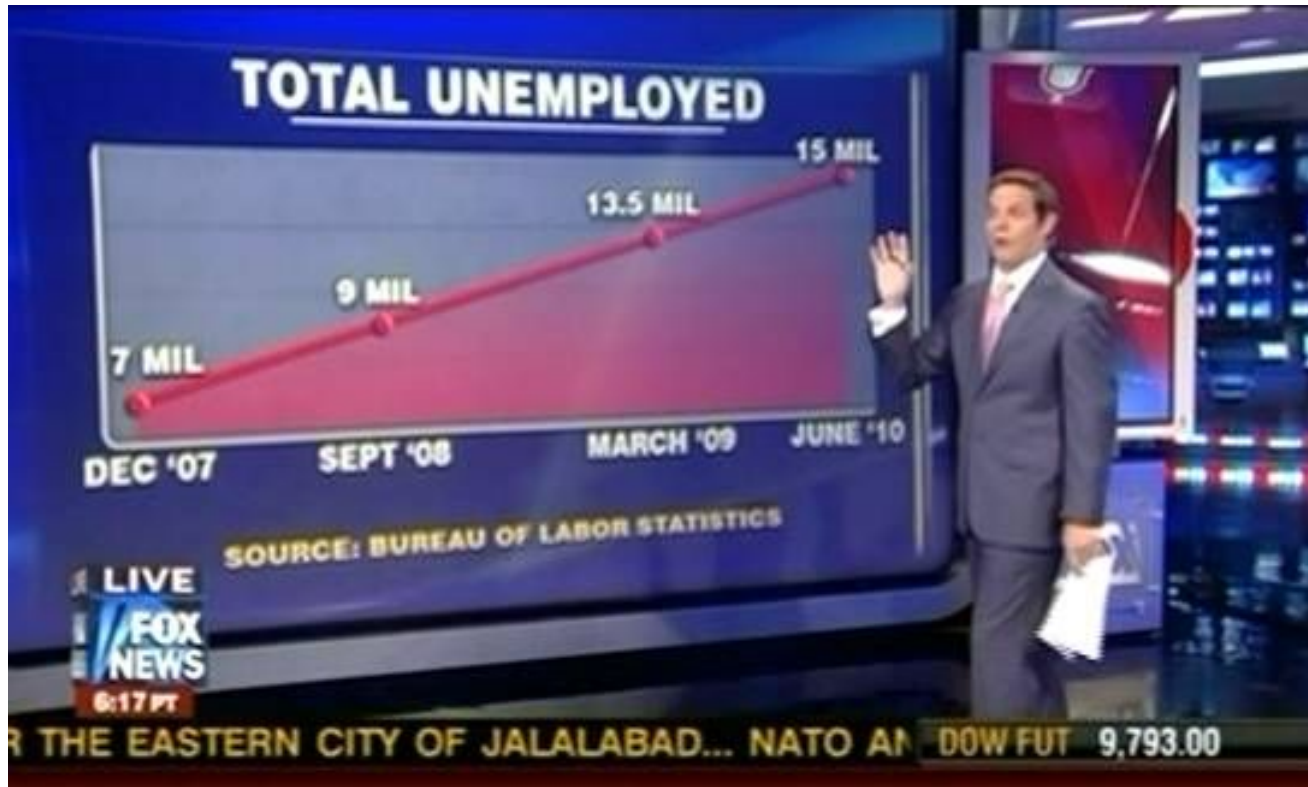 TOTAL UNEMPLOYED
15 MIL
13.5 MIL
9 MIL
7 MIL
DEC '07 SEPT '08 MARCH '09 JUNE '10
SOURCE: BUREAU OF LABOR STATISTICS
LIVE
FOX
NEWS
6:17 PT
R THE EASTERN CITY OF JALALABAD... NATO AN DOW FUT 9,793.00